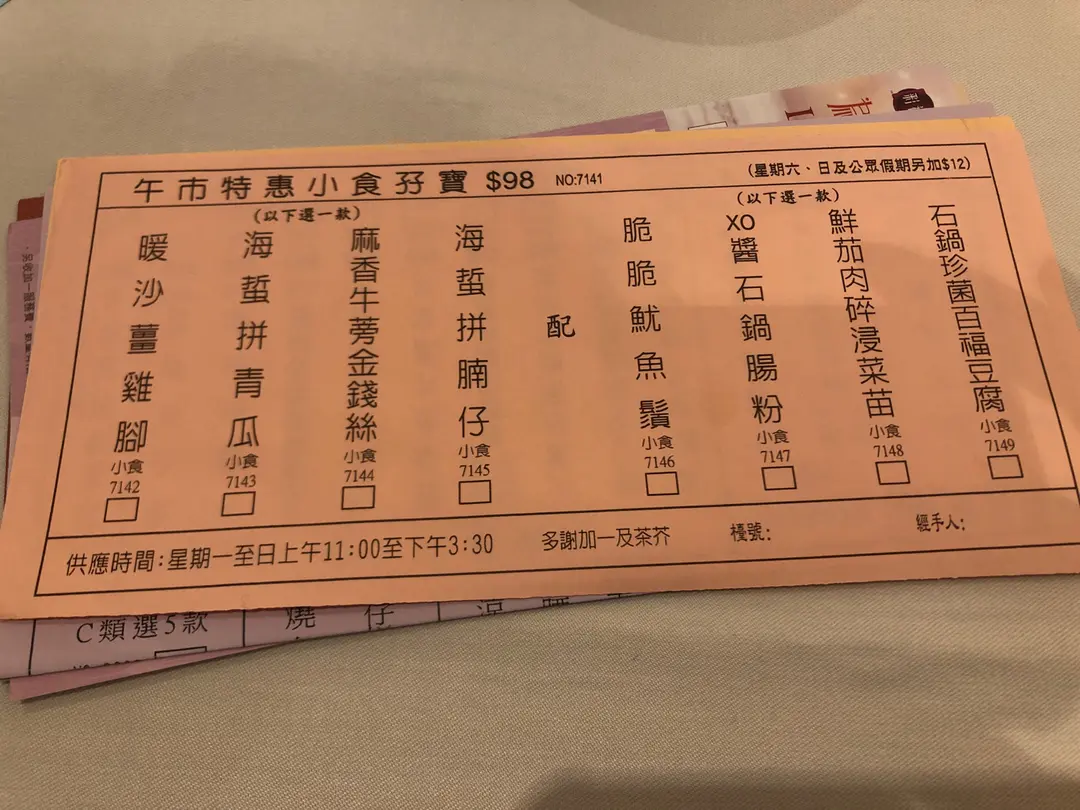 午市特惠小食孖寶 $98 NO:7141 (星期六、日及公眾假期另加$12)
(以下選一款)
暖沙薑雞腳 小食 7142
海蜇拼青瓜 小食 7143
麻香牛蒡金錢絲 小食 7144
海蜇拼腩仔 小食 7145
配
(以下選一款)
脆脆魷魚鬚 小食 7146
XO醬石鍋腸粉 小食 7147
鮮茄肉碎浸菜苗 小食 7148
石鍋珍菌百福豆腐 小食 7149
供應時間:星期一至日上午11:00至下午3:30 多謝加一及茶芥 檯號: 經手人:
C類選5款
燒 仔